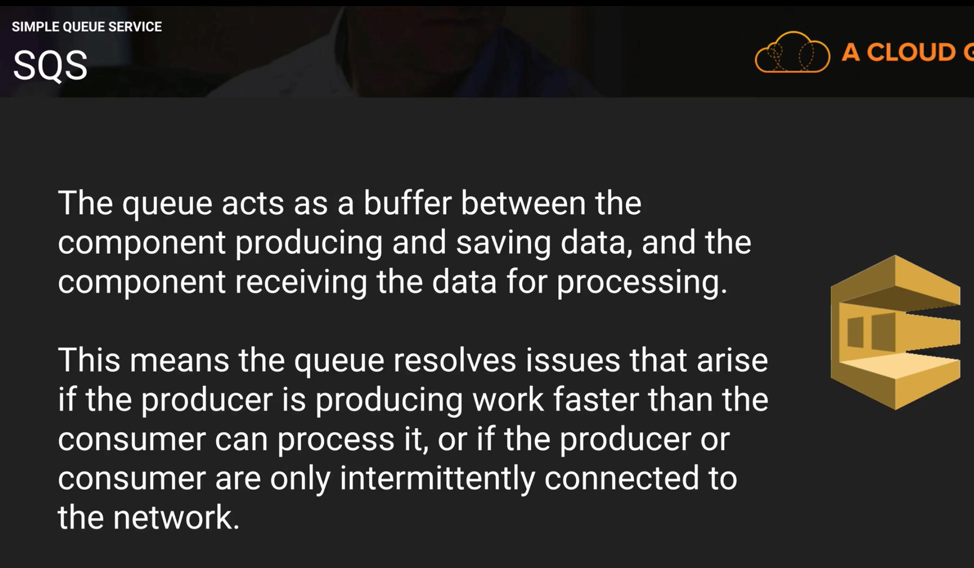 SIMPLE QUEUE SERVICE
SQS
A CLOUD G
The queue acts as a buffer between the
component producing and saving data, and the
component receiving the data for processing.
This means the queue resolves issues that arise
if the producer is producing work faster than the
consumer can process it, or if the producer or
consumer are only intermittently connected to
the network.